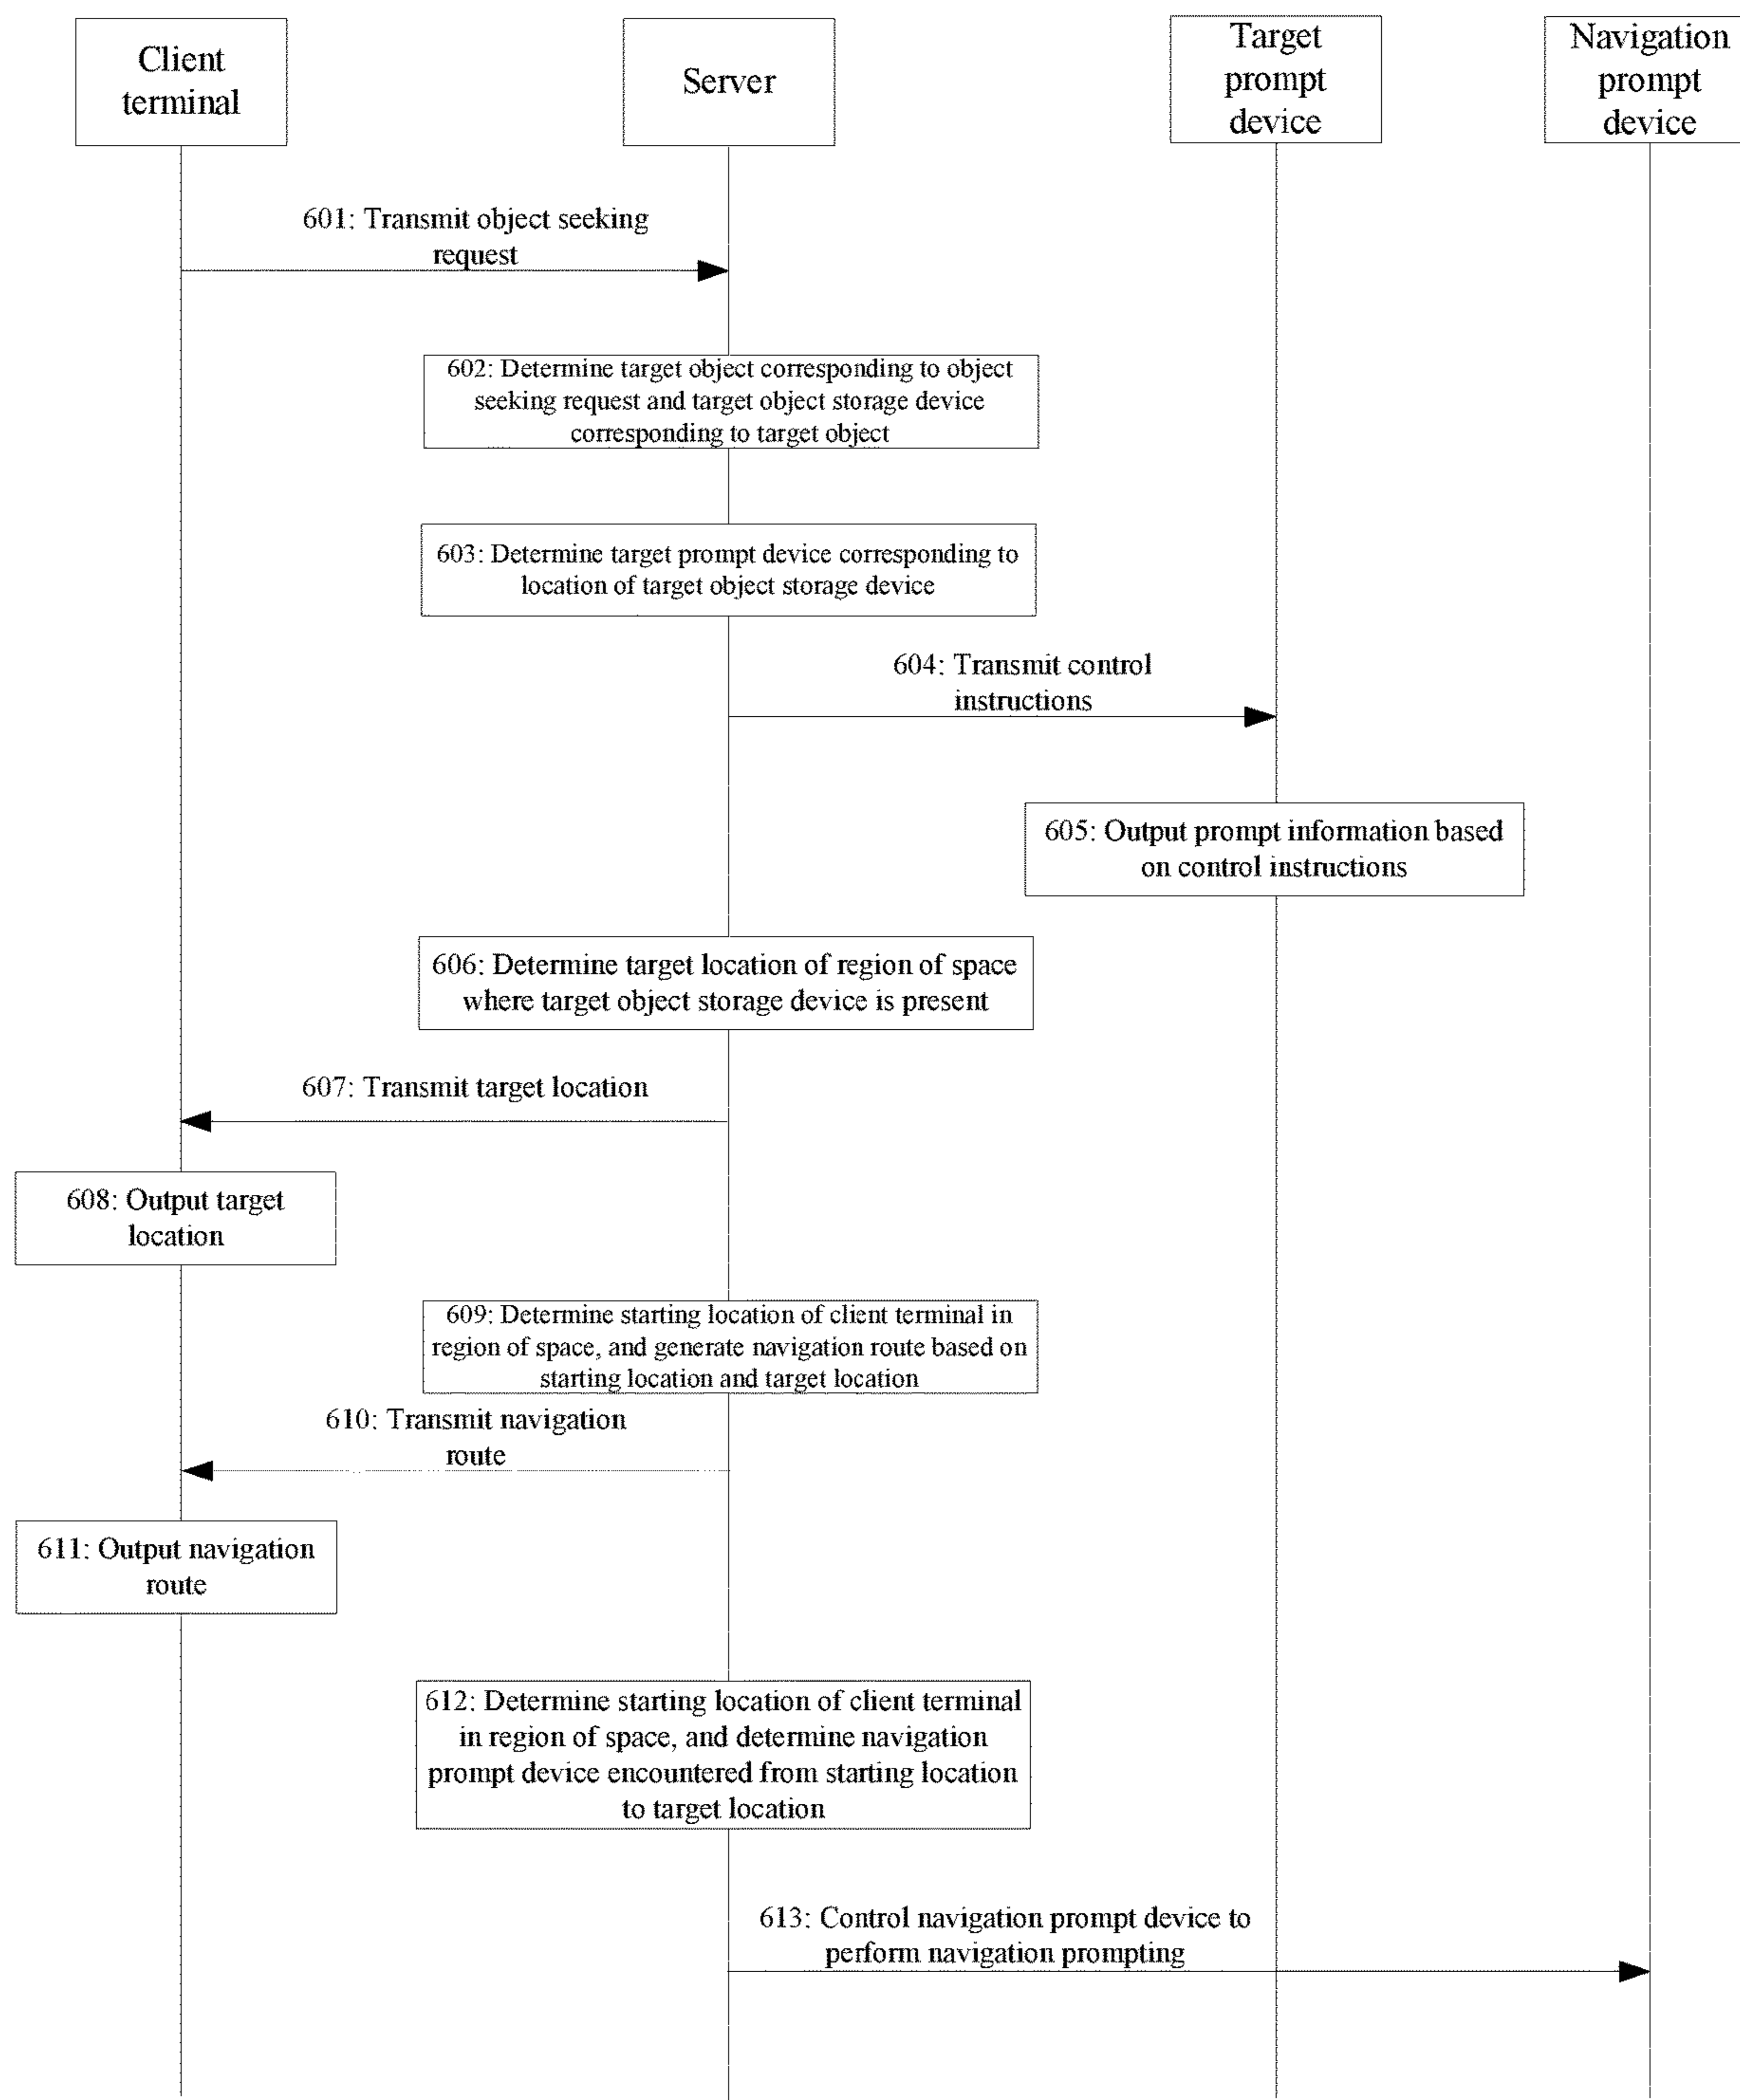 Client
terminal
Server
Target
prompt
device
Navigation
prompt
device
601: Transmit object seeking
request
602: Determine target object corresponding to object
seeking request and target object storage device
corresponding to target object
603: Determine target prompt device corresponding to
location of target object storage device
604: Transmit control
instructions
605: Output prompt information based
on control instructions
606: Determine target location of region of space
where target object storage device is present
607: Transmit target location
608: Output target
location
609: Determine starting location of client terminal in
region of space, and generate navigation route based on
starting location and target location
610: Transmit navigation
route
611: Output navigation
route
612: Determine starting location of client terminal
in region of space, and determine navigation
prompt device encountered from starting location
to target location
613: Control navigation prompt device to
perform navigation prompting